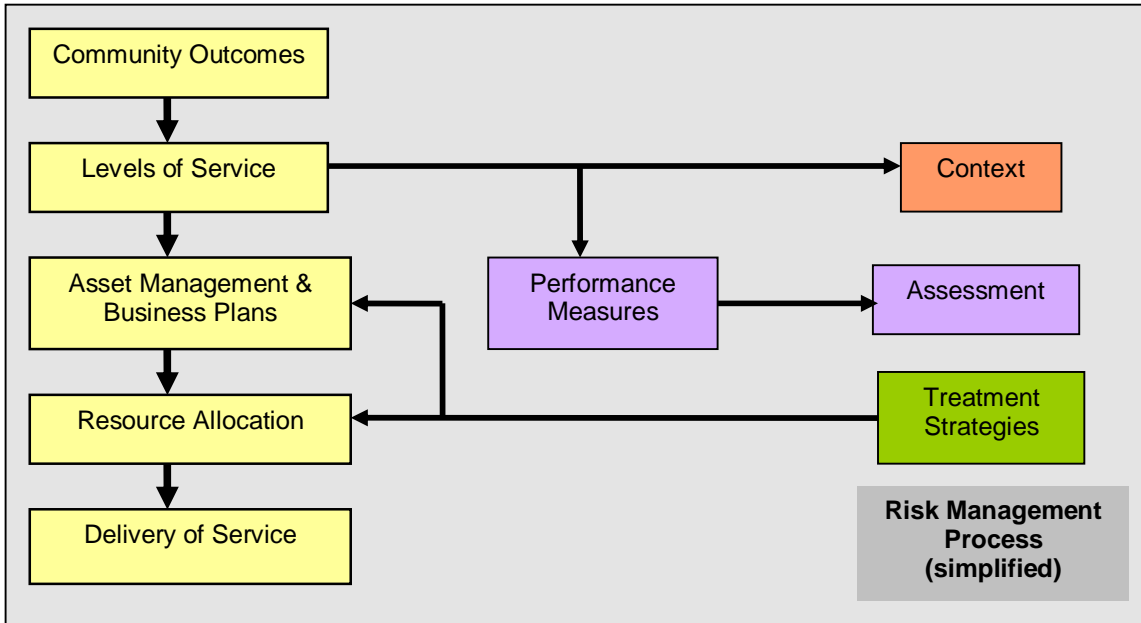 Community Outcomes
Levels of Service
Context
Asset Management &
Business Plans
Performance
Measures
Assessment
Resource Allocation
Treatment
Strategies
Delivery of Service
Risk Management
Process
(simplified)